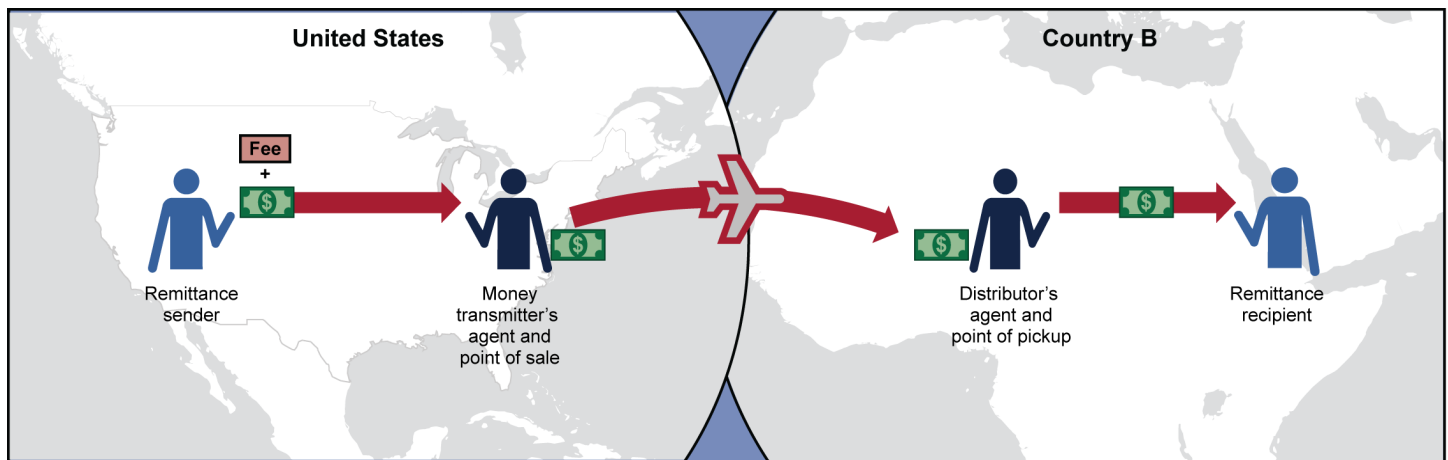 United States
Country B
Fee
+
$
$
$
$
Remittance
sender
Money
transmitter's
agent and
point of sale
Distributor's
agent and
point of pickup
Remittance
recipient